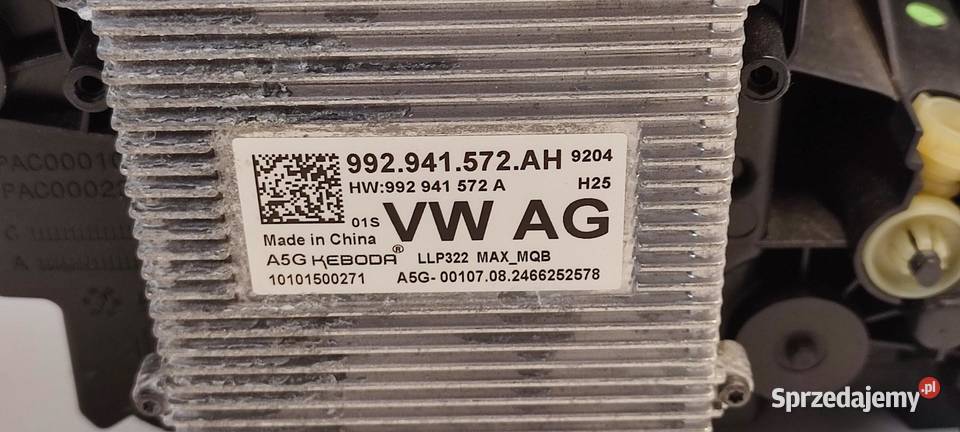 992.941.572.AH 9204
HW:992 941 572 A H25
01S VW AG
Made in China
A5G KEBODA® LLP322 MAX_MQB
10101500271 A5G- 00107.08.2466252578
Sprzedajemy.pl